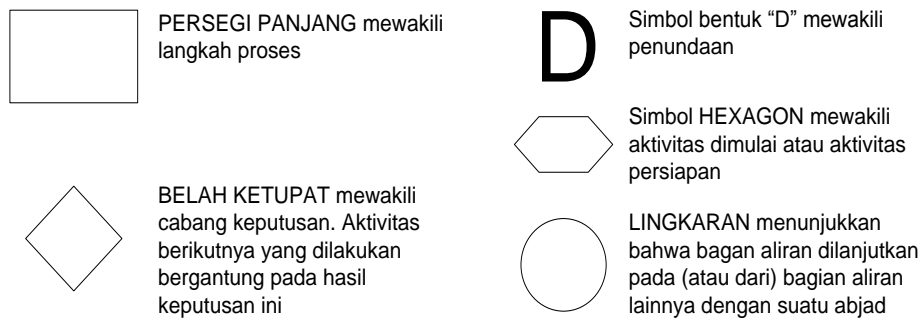 PERSEGI PANJANG mewakili
langkah proses
BELAH KETUPAT mewakili
cabang keputusan. Aktivitas
berikutnya yang dilakukan
bergantung pada hasil
keputusan ini
D
Simbol bentuk “D” mewakili
penundaan
Simbol HEXAGON mewakili
aktivitas dimulai atau aktivitas
persiapan
LINGKARAN menunjukkan
bahwa bagan aliran dilanjutkan
pada (atau dari) bagian aliran
lainnya dengan suatu abjad